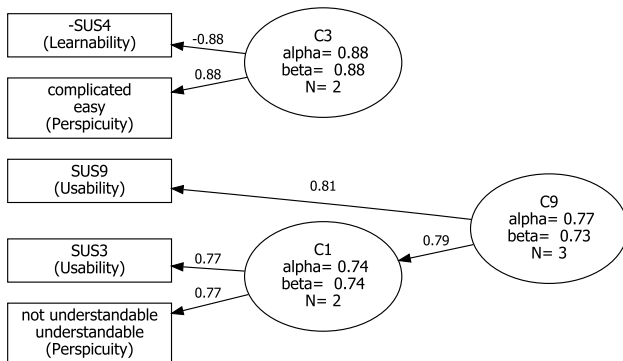 -SUS4
(Learnability)
-0.88
C3
alpha= 0.88
beta=  0.88
N= 2
complicated
easy
(Perspicuity)
0.88
SUS9
(Usability)
0.81
C9
alpha= 0.77
beta=  0.73
N= 3
0.79
SUS3
(Usability)
0.77
C1
alpha= 0.74
beta=  0.74
N= 2
not understandable
understandable
(Perspicuity)
0.77